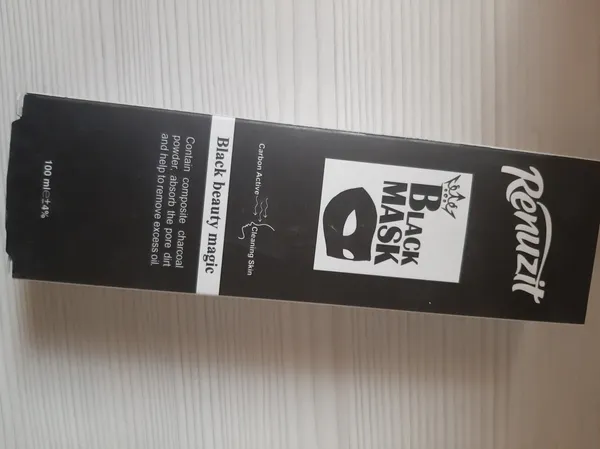 Renuzit
BLACK
MASK
Carbon Active
Cleaning Skin
Black beauty magic
Contain composite charcoal
powder, absorb the pore dirt
and help to remove excess oil.
100 ml℮±4%